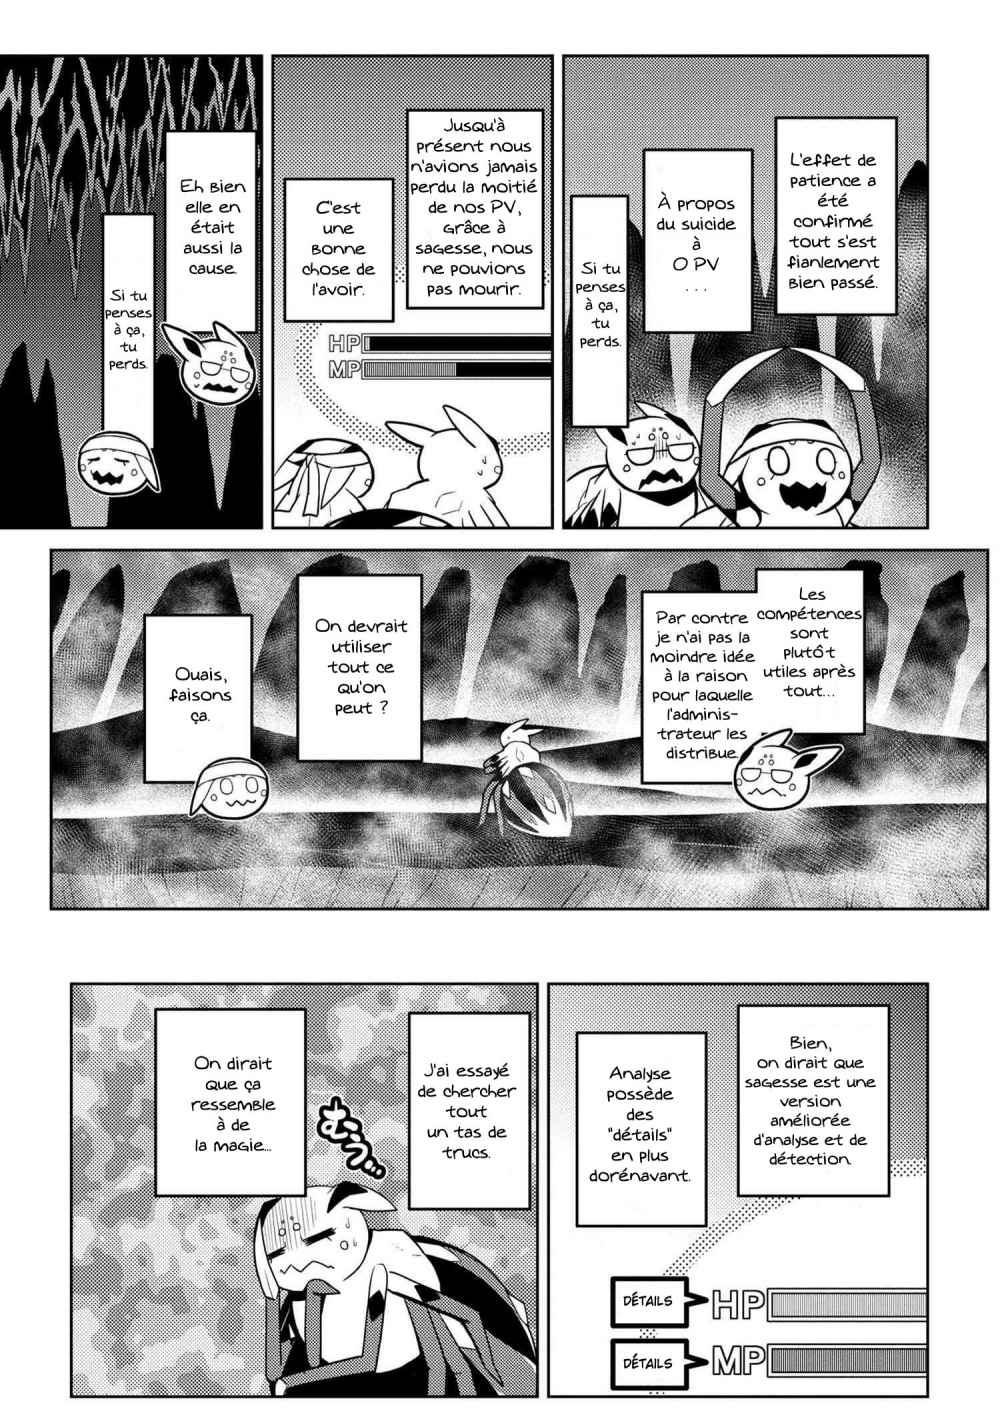 L'effet de
patience a
été
confirmé
tout s'est
fianlement
bien passé.
À propos
du suicide
à
0 PV
...
Si tu
penses
à ça,
tu
perds.
Jusqu'à
présent nous
n'avions jamais
perdu la moitié
de nos PV,
grâce à
sagesse, nous
ne pouvions
pas mourir.
C'est
une
bonne
chose de
l'avoir.
HP
MP
Eh bien
elle en
était
aussi la
cause.
Si tu
penses
à ça,
tu
perds.
Les
compétences
sont
plutôt
utiles après
tout...
Par contre
je n'ai pas la
moindre idée
à la raison
pour laquelle
l'adminis-
trateur les
distribue.
On devrait
utiliser
tout ce
qu'on
peut ?
Ouais,
faisons
ça.
Bien,
on dirait que
sagesse est une
version
améliorée
d'analyse et de
détection.
Analyse
possède
des
"détails"
en plus
dorénavant.
DÉTAILS
HP
DÉTAILS
MP
J'ai essayé
de chercher
tout
un tas de
trucs.
むぅ…
On dirait
que ça
ressemble
à de
la magie...